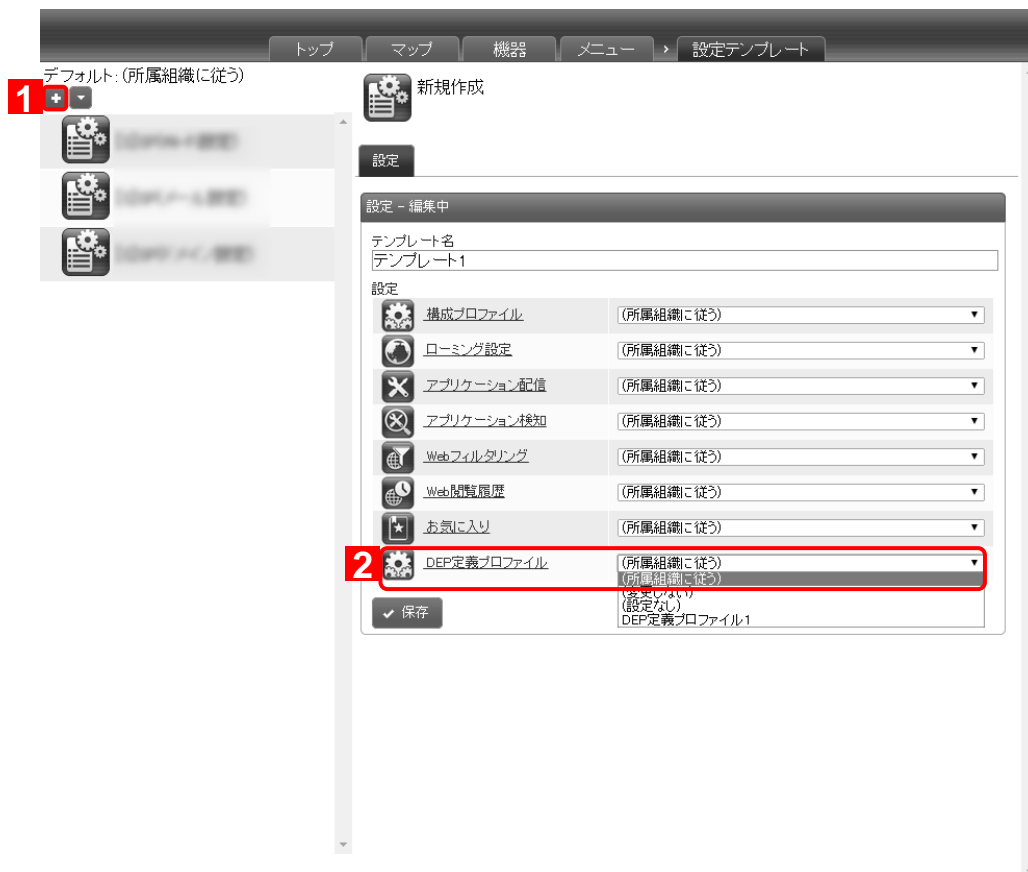 トップ マップ 機器 メニュー › 設定テンプレート
デフォルト: (所属組織に従う)
1
新規作成
設定
設定 - 編集中
テンプレート名
テンプレート1
設定
構成プロファイル (所属組織に従う)
ローミング設定 (所属組織に従う)
アプリケーション配信 (所属組織に従う)
アプリケーション検知 (所属組織に従う)
Webフィルタリング (所属組織に従う)
Web閲覧履歴 (所属組織に従う)
お気に入り (所属組織に従う)
2 DEP定義プロファイル (所属組織に従う)
(所属組織に従う)
(変更しない)
(設定なし)
DEP定義プロファイル1
保存